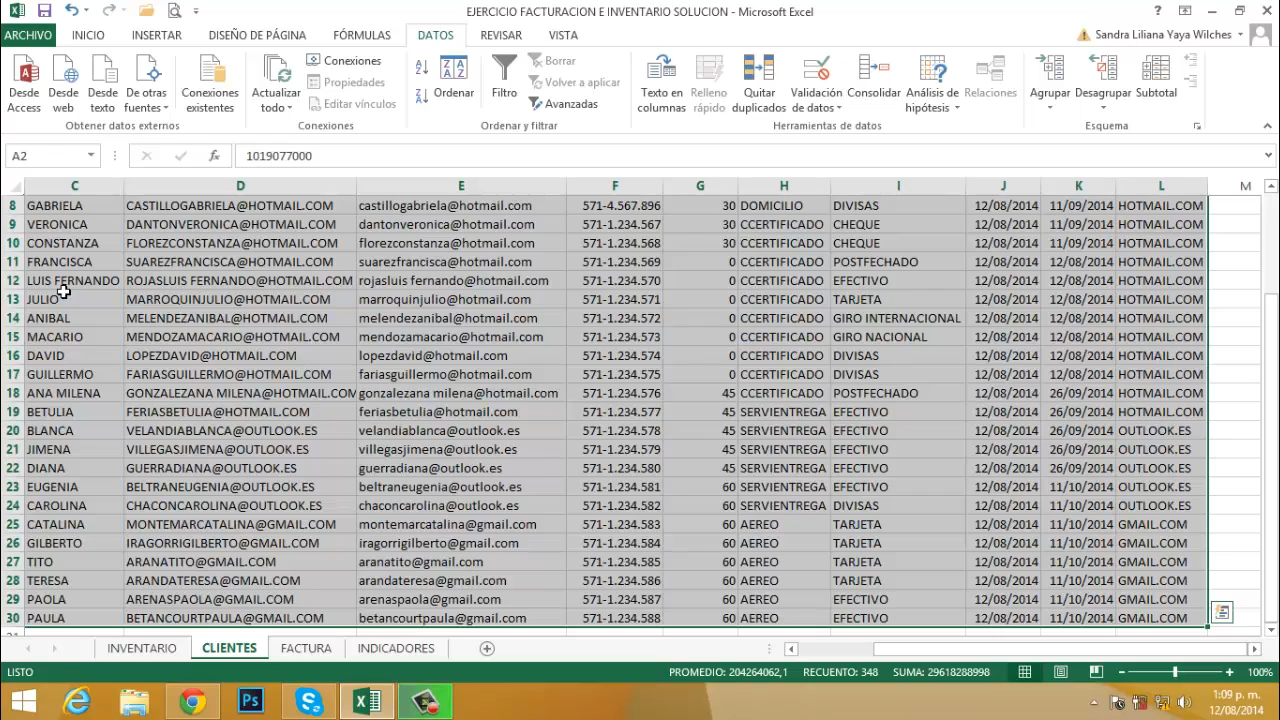 EJERCICIO FACTURACION E INVENTARIO SOLUCION - Microsoft Excel
ARCHIVO INICIO INSERTAR DISEÑO DE PÁGINA FÓRMULAS DATOS REVISAR VISTA Sandra Liliana Yaya Wilches
Desde Access
Desde web
Desde texto
De otras fuentes
Conexiones existentes
Obtener datos externos
Actualizar todo
Conexiones
Propiedades
Editar vínculos
Conexiones
Ordenar
Filtro
Borrar
Volver a aplicar
Avanzadas
Ordenar y filtrar
Texto en columnas
Relleno rápido
Quitar duplicados
Validación de datos
Consolidar
Análisis de hipótesis
Relaciones
Herramientas de datos
Agrupar
Desagrupar
Subtotal
Esquema
A2 fx 1019077000
C D E F G H I J K L M
8 GABRIELA CASTILLOGABRIELA@HOTMAIL.COM castillogabriela@hotmail.com 571-4.567.896 30 DOMICILIO DIVISAS 12/08/2014 11/09/2014 HOTMAIL.COM
9 VERONICA DANTONVERONICA@HOTMAIL.COM dantonveronica@hotmail.com 571-1.234.567 30 CCERTIFICADO CHEQUE 12/08/2014 11/09/2014 HOTMAIL.COM
10 CONSTANZA FLOREZCONSTANZA@HOTMAIL.COM florezconstanza@hotmail.com 571-1.234.568 30 CCERTIFICADO CHEQUE 12/08/2014 11/09/2014 HOTMAIL.COM
11 FRANCISCA SUAREZFRANCISCA@HOTMAIL.COM suarezfrancisca@hotmail.com 571-1.234.569 0 CCERTIFICADO POSTFECHADO 12/08/2014 12/08/2014 HOTMAIL.COM
12 LUIS FERNANDO ROJASLUIS FERNANDO@HOTMAIL.COM rojasluis fernando@hotmail.com 571-1.234.570 0 CCERTIFICADO EFECTIVO 12/08/2014 12/08/2014 HOTMAIL.COM
13 JULIO MARROQUINJULIO@HOTMAIL.COM marroquinjulio@hotmail.com 571-1.234.571 0 CCERTIFICADO TARJETA 12/08/2014 12/08/2014 HOTMAIL.COM
14 ANIBAL MELENDEZANIBAL@HOTMAIL.COM melendezanibal@hotmail.com 571-1.234.572 0 CCERTIFICADO GIRO INTERNACIONAL 12/08/2014 12/08/2014 HOTMAIL.COM
15 MACARIO MENDOZAMACARIO@HOTMAIL.COM mendozamacario@hotmail.com 571-1.234.573 0 CCERTIFICADO GIRO NACIONAL 12/08/2014 12/08/2014 HOTMAIL.COM
16 DAVID LOPEZDAVID@HOTMAIL.COM lopezdavid@hotmail.com 571-1.234.574 0 CCERTIFICADO DIVISAS 12/08/2014 12/08/2014 HOTMAIL.COM
17 GUILLERMO FARIASGUILLERMO@HOTMAIL.COM fariasguillermo@hotmail.com 571-1.234.575 0 CCERTIFICADO DIVISAS 12/08/2014 12/08/2014 HOTMAIL.COM
18 ANA MILENA GONZALEZANA MILENA@HOTMAIL.COM gonzalezana milena@hotmail.com 571-1.234.576 45 CCERTIFICADO POSTFECHADO 12/08/2014 26/09/2014 HOTMAIL.COM
19 BETULIA FERIASBETULIA@HOTMAIL.COM feriasbetulia@hotmail.com 571-1.234.577 45 SERVIENTREGA EFECTIVO 12/08/2014 26/09/2014 HOTMAIL.COM
20 BLANCA VELANDIABLANCA@OUTLOOK.ES velandiablanca@outlook.es 571-1.234.578 45 SERVIENTREGA EFECTIVO 12/08/2014 26/09/2014 OUTLOOK.ES
21 JIMENA VILLEGASJIMENA@OUTLOOK.ES villegasjimena@outlook.es 571-1.234.579 45 SERVIENTREGA EFECTIVO 12/08/2014 26/09/2014 OUTLOOK.ES
22 DIANA GUERRADIANA@OUTLOOK.ES guerradiana@outlook.es 571-1.234.580 45 SERVIENTREGA EFECTIVO 12/08/2014 26/09/2014 OUTLOOK.ES
23 EUGENIA BELTRANEUGENIA@OUTLOOK.ES beltraneugenia@outlook.es 571-1.234.581 60 SERVIENTREGA EFECTIVO 12/08/2014 11/10/2014 OUTLOOK.ES
24 CAROLINA CHACONCAROLINA@OUTLOOK.ES chaconcarolina@outlook.es 571-1.234.582 60 SERVIENTREGA DIVISAS 12/08/2014 11/10/2014 OUTLOOK.ES
25 CATALINA MONTEMARCATALINA@GMAIL.COM montemarcatalina@gmail.com 571-1.234.583 60 AEREO TARJETA 12/08/2014 11/10/2014 GMAIL.COM
26 GILBERTO IRAGORRIGILBERTO@GMAIL.COM iragorrigilberto@gmail.com 571-1.234.584 60 AEREO TARJETA 12/08/2014 11/10/2014 GMAIL.COM
27 TITO ARANATITO@GMAIL.COM aranatito@gmail.com 571-1.234.585 60 AEREO TARJETA 12/08/2014 11/10/2014 GMAIL.COM
28 TERESA ARANDATERESA@GMAIL.COM arandateresa@gmail.com 571-1.234.586 60 AEREO TARJETA 12/08/2014 11/10/2014 GMAIL.COM
29 PAOLA ARENASPAOLA@GMAIL.COM arenaspaola@gmail.com 571-1.234.587 60 AEREO EFECTIVO 12/08/2014 11/10/2014 GMAIL.COM
30 PAULA BETANCOURTPAULA@GMAIL.COM betancourtpaula@gmail.com 571-1.234.588 60 AEREO EFECTIVO 12/08/2014 11/10/2014 GMAIL.COM
INVENTARIO CLIENTES FACTURA INDICADORES
LISTO PROMEDIO: 204264062,1 RECUENTO: 348 SUMA: 29618288998 100%
1:09 p. m.
12/08/2014